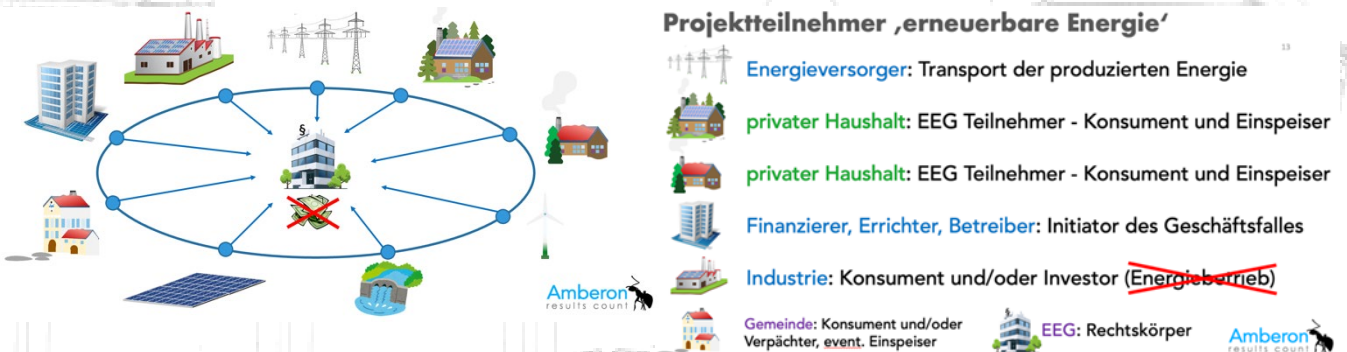 §
Amberon
results count
Projektteilnehmer ‚erneuerbare Energie‘
13
Energieversorger: Transport der produzierten Energie
privater Haushalt: EEG Teilnehmer - Konsument und Einspeiser
privater Haushalt: EEG Teilnehmer - Konsument und Einspeiser
Finanzierer, Errichter, Betreiber: Initiator des Geschäftsfalles
Industrie: Konsument und/oder Investor (Energiebetrieb)
Gemeinde: Konsument und/oder
Verpächter, event. Einspeiser
§
EEG: Rechtskörper
Amberon
results count